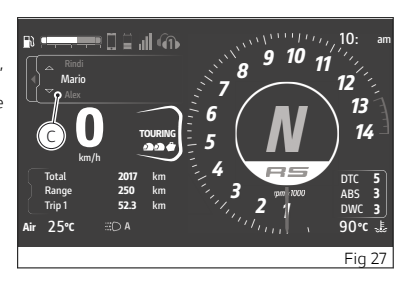 10: am
Rindi
Mario
Alex
C
0
km/h
TOURING
Total 2017 km
Range 250 km
Trip 1 52.3 km
Air 25°C
A
1
2
3
4
5
6
7
8
9
10
11
12
13
14
N
RS
rpm 1000
DTC 5
ABS 3
DWC 3
90°C
Fig 27